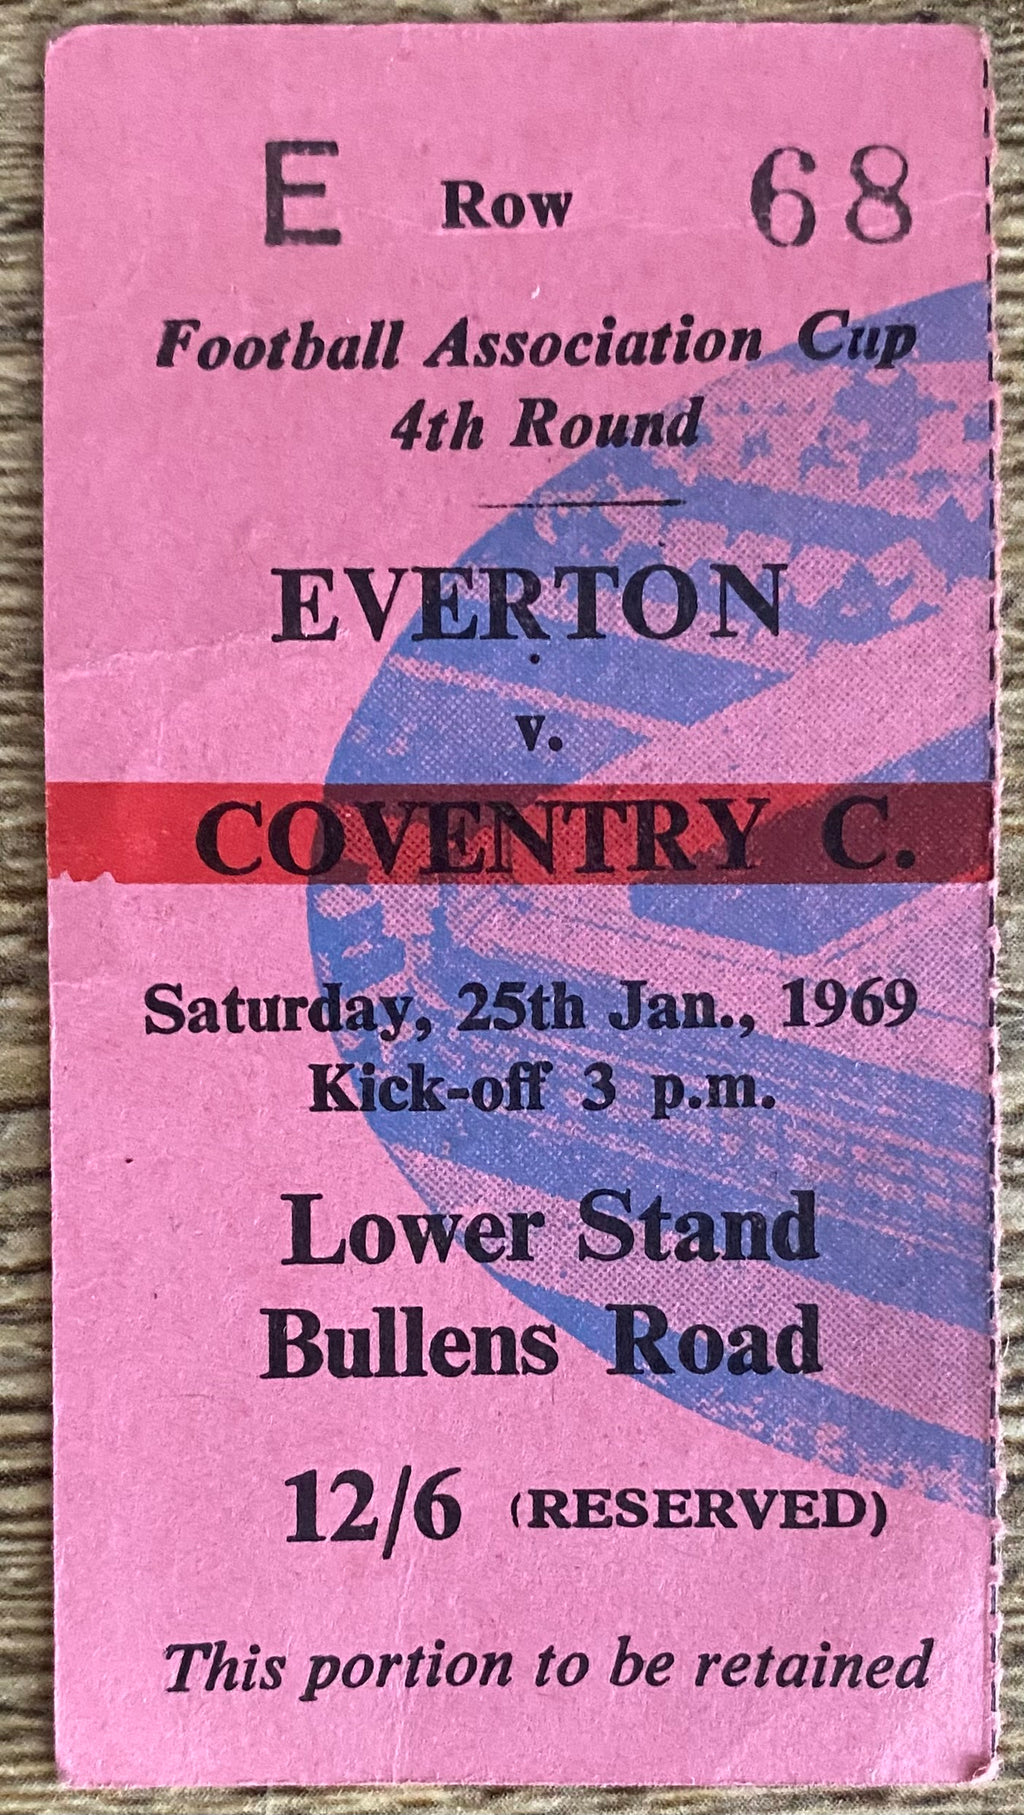 E Row 68
Football Association Cup
4th Round
EVERTON
v.
COVENTRY C.
Saturday, 25th Jan., 1969
Kick-off 3 p.m.
Lower Stand
Bullens Road
12/6 (RESERVED)
This portion to be retained